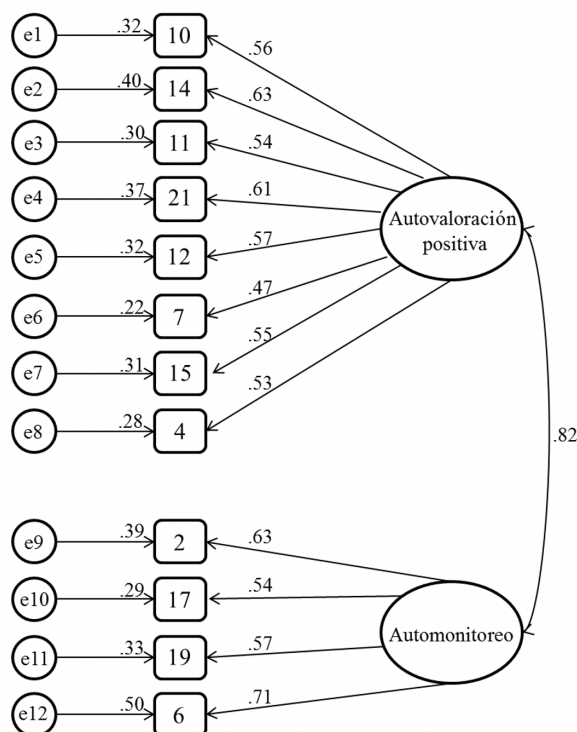 e1 .32 10 .56
e2 .40 14 .63
e3 .30 11 .54
e4 .37 21 .61
e5 .32 12 .57
e6 .22 7 .47
e7 .31 15 .55
e8 .28 4 .53
Autovaloración
positiva
.82
e9 .39 2 .63
e10 .29 17 .54
e11 .33 19 .57
e12 .50 6 .71
Automonitoreo